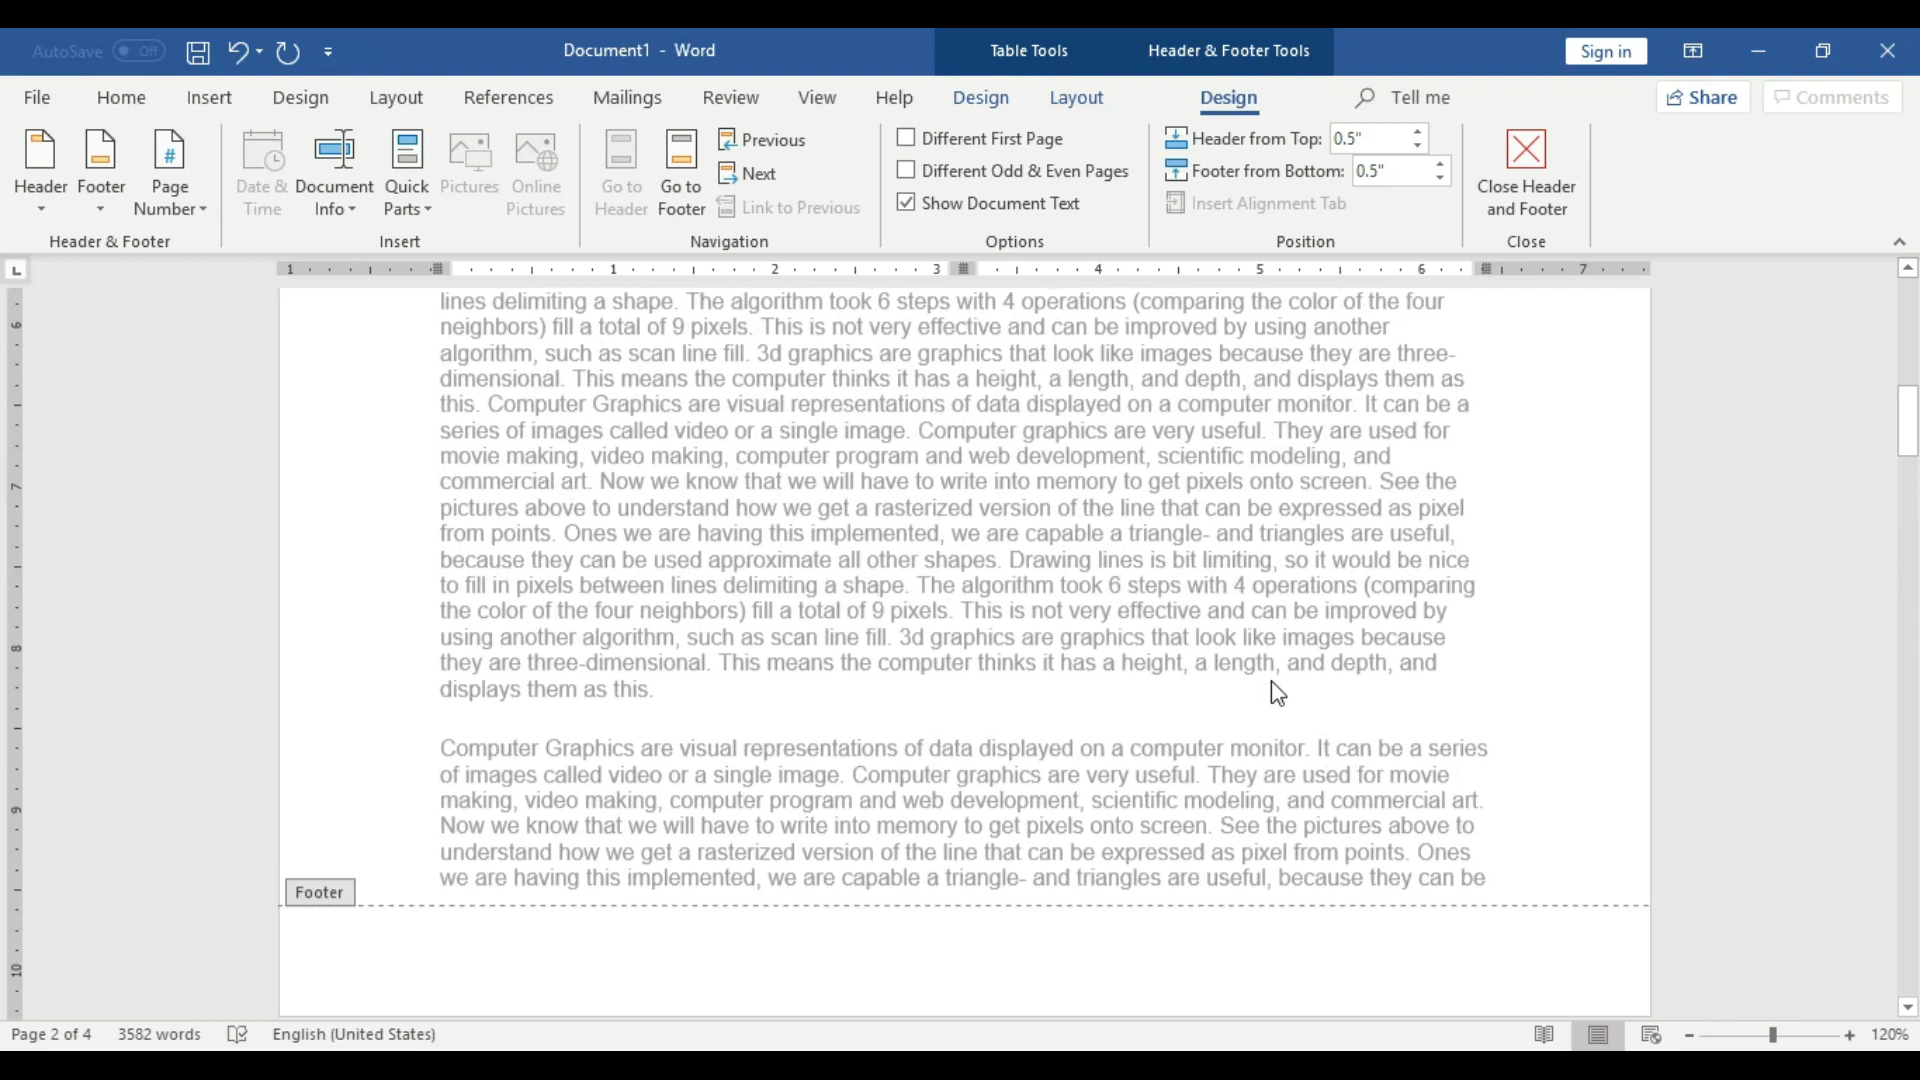 AutoSave Off
Document1 - Word
Table Tools
Header & Footer Tools
Sign in
File Home Insert Design Layout References Mailings Review View Help Design Layout Design Tell me Share Comments
Header
Footer
Page Number
Header & Footer
Date & Time
Document Info
Quick Parts
Pictures
Online Pictures
Insert
Go to Header
Go to Footer
Previous
Next
Link to Previous
Navigation
Different First Page
Different Odd & Even Pages
Show Document Text
Options
Header from Top: 0.5"
Footer from Bottom: 0.5"
Insert Alignment Tab
Position
Close Header and Footer
Close
1 1 2 3 4 5 6 7
6
7
8
9
10
lines delimiting a shape. The algorithm took 6 steps with 4 operations (comparing the color of the four
neighbors) fill a total of 9 pixels. This is not very effective and can be improved by using another
algorithm, such as scan line fill. 3d graphics are graphics that look like images because they are three-
dimensional. This means the computer thinks it has a height, a length, and depth, and displays them as
this. Computer Graphics are visual representations of data displayed on a computer monitor. It can be a
series of images called video or a single image. Computer graphics are very useful. They are used for
movie making, video making, computer program and web development, scientific modeling, and
commercial art. Now we know that we will have to write into memory to get pixels onto screen. See the
pictures above to understand how we get a rasterized version of the line that can be expressed as pixel
from points. Ones we are having this implemented, we are capable a triangle- and triangles are useful,
because they can be used approximate all other shapes. Drawing lines is bit limiting, so it would be nice
to fill in pixels between lines delimiting a shape. The algorithm took 6 steps with 4 operations (comparing
the color of the four neighbors) fill a total of 9 pixels. This is not very effective and can be improved by
using another algorithm, such as scan line fill. 3d graphics are graphics that look like images because
they are three-dimensional. This means the computer thinks it has a height, a length, and depth, and
displays them as this.
Computer Graphics are visual representations of data displayed on a computer monitor. It can be a series
of images called video or a single image. Computer graphics are very useful. They are used for movie
making, video making, computer program and web development, scientific modeling, and commercial art.
Now we know that we will have to write into memory to get pixels onto screen. See the pictures above to
understand how we get a rasterized version of the line that can be expressed as pixel from points. Ones
we are having this implemented, we are capable a triangle- and triangles are useful, because they can be
Footer
Page 2 of 4 3582 words English (United States) 120%